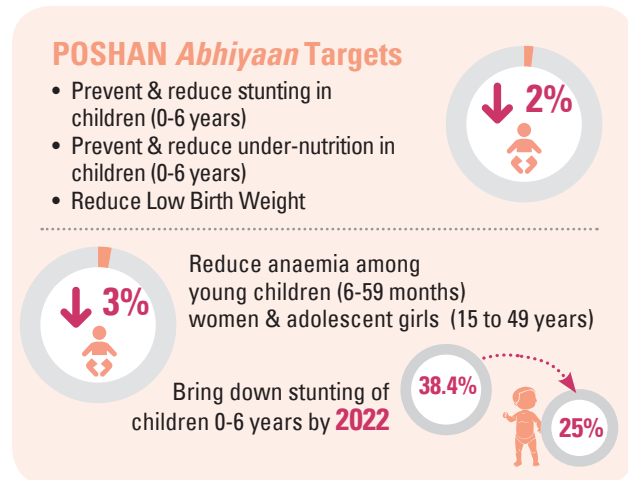 POSHAN Abhiyaan Targets
• Prevent & reduce stunting in
children (0-6 years)
• Prevent & reduce under-nutrition in
children (0-6 years)
• Reduce Low Birth Weight
2%
3%
Reduce anaemia among
young children (6-59 months)
women & adolescent girls (15 to 49 years)
Bring down stunting of
children 0-6 years by 2022
38.4%
25%